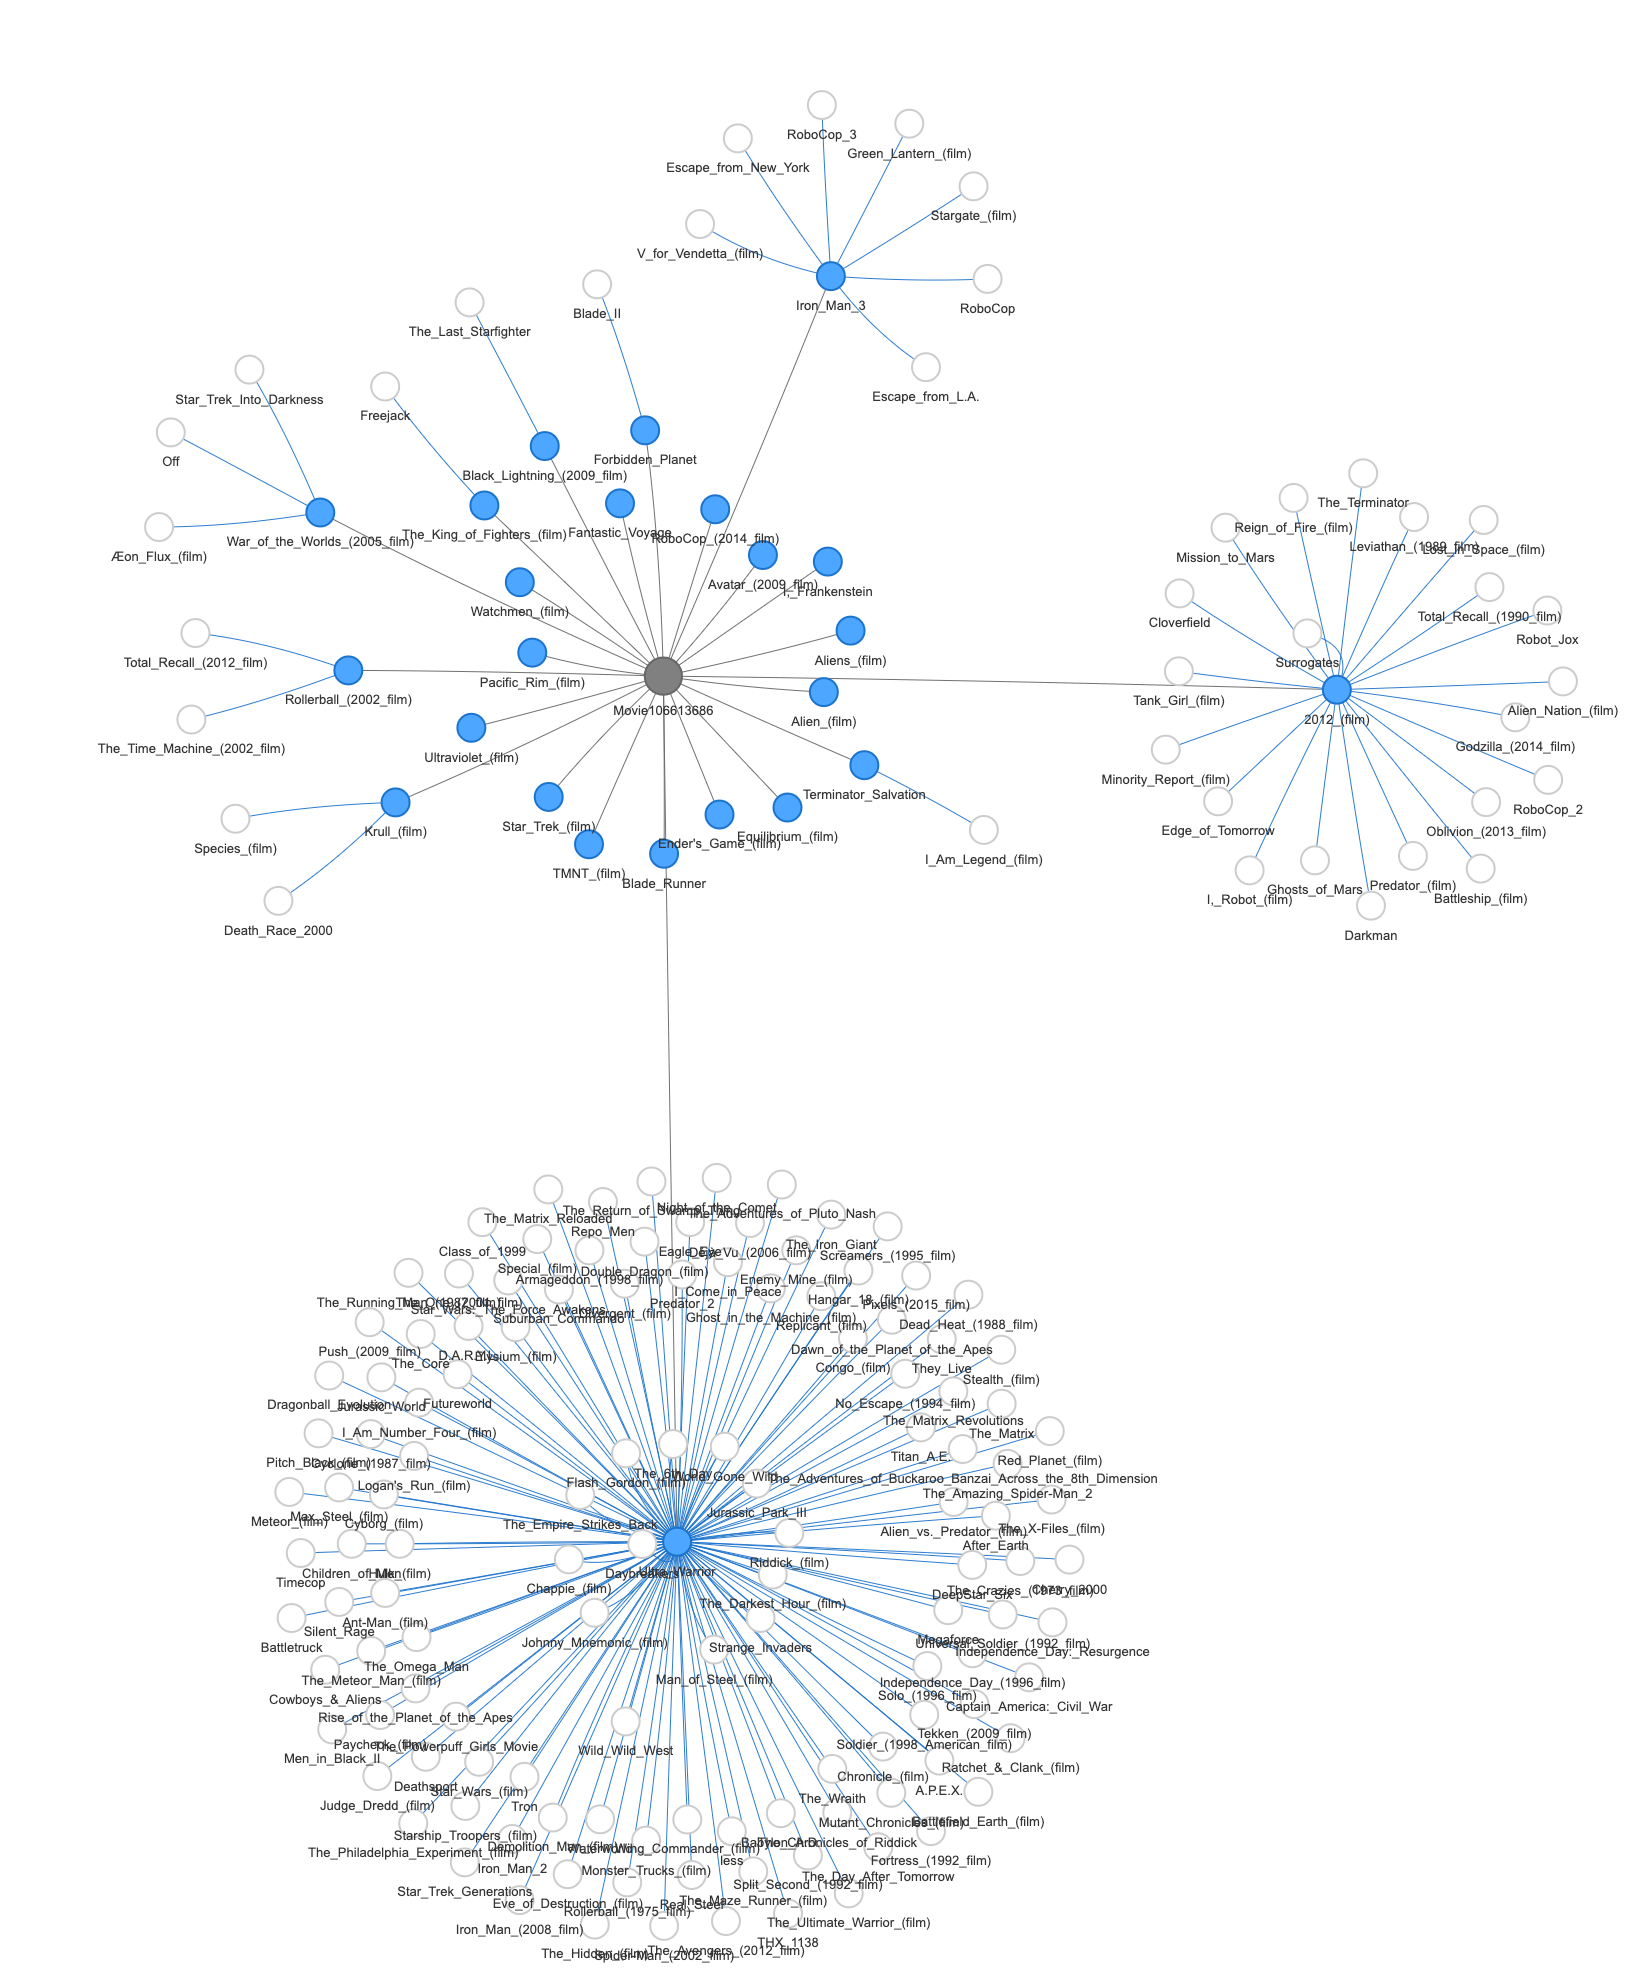 RoboCop_3
Green_Lantern_(film)
Escape_from_New_York
Stargate_(film)
V_for_Vendetta_(film)
Iron_Man_3
RoboCop
Blade_II
The_Last_Starfighter
Escape_from_L.A.
Star_Trek_Into_Darkness
Freejack
Off
Forbidden_Planet
Black_Lightning_(2009_film)
The_Terminator
Reign_of_Fire_(film)
Fantastic_Voyage
The_King_of_Fighters_(film)
RoboCop_(2014_film)
War_of_the_Worlds_(2005_film)
Leviathan_(1989_film)
Lost_in_Space_(film)
Æon_Flux_(film)
Mission_to_Mars
Avatar_(2009_film)
I,_Frankenstein
Watchmen_(film)
Total_Recall_(1990_film)
Cloverfield
Robot_Jox
Total_Recall_(2012_film)
Aliens_(film)
Surrogates
Pacific_Rim_(film)
Rollerball_(2002_film)
Tank_Girl_(film)
Movie106613686
Alien_Nation_(film)
Alien_(film)
2012_(film)
The_Time_Machine_(2002_film)
Godzilla_(2014_film)
Ultraviolet_(film)
Minority_Report_(film)
Terminator_Salvation
RoboCop_2
Star_Trek_(film)
Krull_(film)
Edge_of_Tomorrow
Oblivion_(2013_film)
Equilibrium_(film)
Ender's_Game_(film)
Species_(film)
I_Am_Legend_(film)
TMNT_(film)
Blade_Runner
Predator_(film)
Ghosts_of_Mars
Battleship_(film)
I,_Robot_(film)
Death_Race_2000
Darkman
Night_of_the_Comet
The_Return_of_Swamp_Thing
The_Adventures_of_Pluto_Nash
The_Matrix_Reloaded
Repo_Men
The_Iron_Giant
Class_of_1999
Eagle_Eye
Deja_Vu_(2006_film)
Screamers_(1995_film)
Special_(film)
Double_Dragon_(film)
Armageddon_(1998_film)
Enemy_Mine_(film)
I_Come_in_Peace
Hangar_18_(film)
The_Running_Man_(1987_film)
Predator_2
Pixels_(2015_film)
Star_Wars:_The_Force_Awakens
Divergent_(film)
Suburban_Commando
Ghost_in_the_Machine_(film)
Replicant_(film)
Dead_Heat_(1988_film)
Push_(2009_film)
Dawn_of_the_Planet_of_the_Apes
D.A.R.Y.L.
Elysium_(film)
The_Core
Congo_(film)
They_Live
Stealth_(film)
Dragonball_Evolution
Jurassic_World
Futureworld
No_Escape_(1994_film)
The_Matrix_Revolutions
I_Am_Number_Four_(film)
The_Matrix
Titan_A.E.
Pitch_Black_(film)
Cyclone_(1987_film)
Red_Planet_(film)
The_6th_Day
World_Gone_Wild
Flash_Gordon_(film)
The_Adventures_of_Buckaroo_Banzai_Across_the_8th_Dimension
Logan's_Run_(film)
The_Amazing_Spider-Man_2
Jurassic_Park_III
Max_Steel_(film)
Meteor_(film)
Cyborg_(film)
The_Empire_Strikes_Back
Alien_vs._Predator_(film)
The_X-Files_(film)
After_Earth
Riddick_(film)
Ultra_Warrior
Daybreakers
Children_of_Men_(film)
Hulk_(film)
Timecop
Chappie_(film)
The_Crazies_(1973_film)
Cherry_2000
DeepStar_Six
The_Darkest_Hour_(film)
Ant-Man_(film)
Silent_Rage
Megaforce
Johnny_Mnemonic_(film)
Universal_Soldier_(1992_film)
Battletruck
Strange_Invaders
Independence_Day:_Resurgence
The_Omega_Man
The_Meteor_Man_(film)
Man_of_Steel_(film)
Independence_Day_(1996_film)
Solo_(1996_film)
Cowboys_&_Aliens
Captain_America:_Civil_War
Rise_of_the_Planet_of_the_Apes
Tekken_(2009_film)
Paycheck_(film)
The_Powerpuff_Girls_Movie
Soldier_(1998_American_film)
Wild_Wild_West
Men_in_Black_II
Ratchet_&_Clank_(film)
Chronicle_(film)
Deathsport
Star_Wars_(film)
A.P.E.X.
The_Wraith
Judge_Dredd_(film)
Tron
Mutant_Chronicles_(film)
Battlefield_Earth_(film)
Starship_Troopers_(film)
Babylon_A.D.
The_Chronicles_of_Riddick
Demolition_Man_(film)
Waterworld
Wing_Commander_(film)
The_Philadelphia_Experiment_(film)
less
Fortress_(1992_film)
Iron_Man_2
Monster_Trucks_(film)
The_Day_After_Tomorrow
Split_Second_(1992_film)
Star_Trek_Generations
The_Maze_Runner_(film)
Eve_of_Destruction_(film)
Real_Steel
Rollerball_(1975_film)
The_Ultimate_Warrior_(film)
Iron_Man_(2008_film)
THX_1138
The_Avengers_(2012_film)
The_Hidden_(film)
Spider-Man_(2002_film)